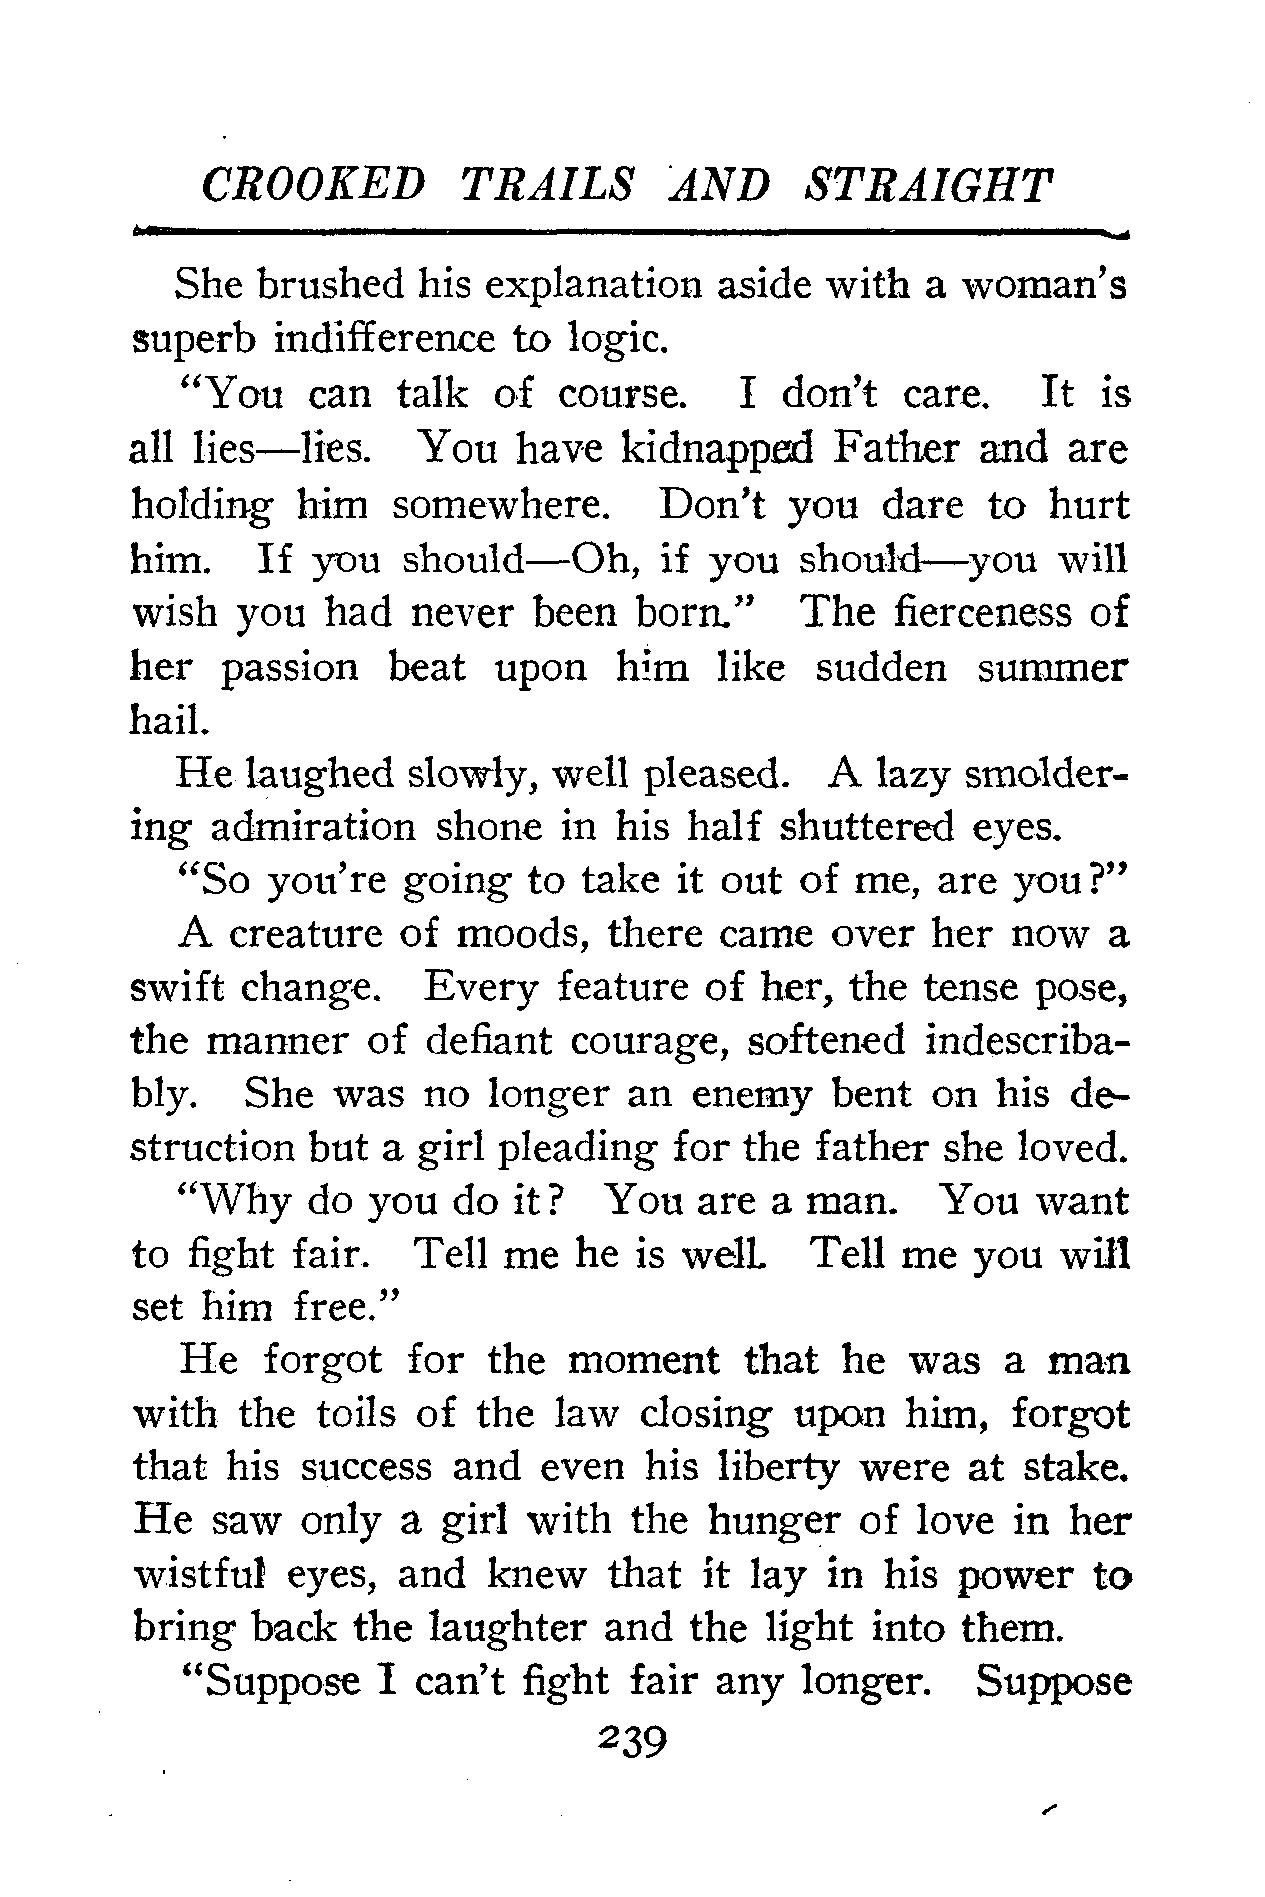 CROOKED TRAILS AND STRAIGHT
She brushed his explanation aside with a woman's
superb indifference to logic.
"You can talk of course. I don't care. It is
all lies—lies. You have kidnapped Father and are
holding him somewhere. Don't you dare to hurt
him. If you should—Oh, if you should—you will
wish you had never been born." The fierceness of
her passion beat upon him like sudden summer
hail.
He laughed slowly, well pleased. A lazy smolder-
ing admiration shone in his half shuttered eyes.
"So you're going to take it out of me, are you?"
A creature of moods, there came over her now a
swift change. Every feature of her, the tense pose,
the manner of defiant courage, softened indescriba-
bly. She was no longer an enemy bent on his de-
struction but a girl pleading for the father she loved.
"Why do you do it? You are a man. You want
to fight fair. Tell me he is well. Tell me you will
set him free."
He forgot for the moment that he was a man
with the toils of the law closing upon him, forgot
that his success and even his liberty were at stake.
He saw only a girl with the hunger of love in her
wistful eyes, and knew that it lay in his power to
bring back the laughter and the light into them.
"Suppose I can't fight fair any longer. Suppose
239